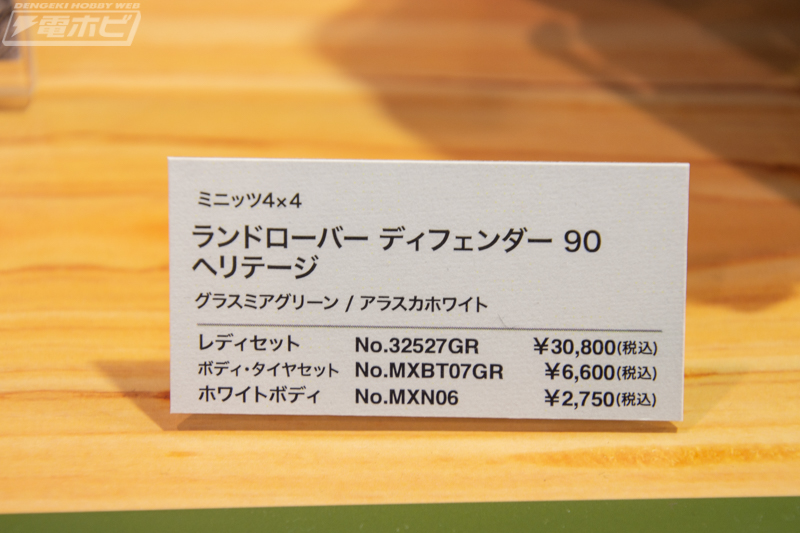 DENGEKI HOBBY WEB
電ホビ
ミニッツ4×4
ランドローバー ディフェンダー 90
ヘリテージ
グラスミアグリーン / アラスカホワイト
レディセット No.32527GR ¥30,800(税込)
ボディ・タイヤセット No.MXBT07GR ¥6,600(税込)
ホワイトボディ No.MXN06 ¥2,750(税込)